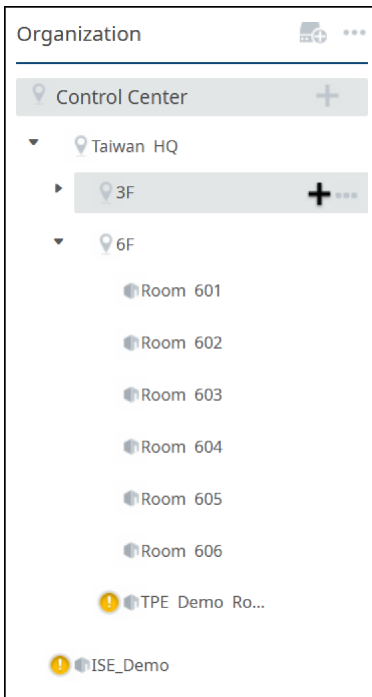 Organization
Control Center
Taiwan HQ
3F
6F
Room 601
Room 602
Room 603
Room 604
Room 605
Room 606
TPE Demo Ro...
ISE_Demo